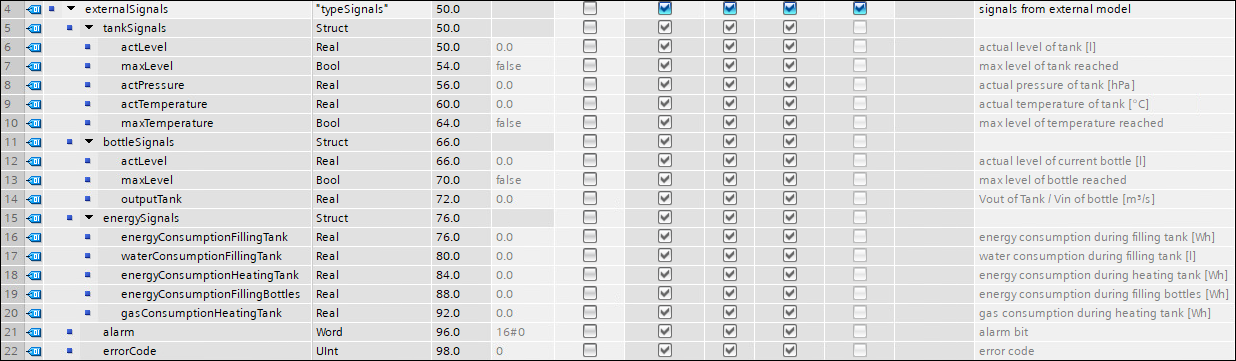 4 externalSignals "typeSignals" 50.0 signals from external model
5 tankSignals Struct 50.0
6 actLevel Real 50.0 0.0 actual level of tank [l]
7 maxLevel Bool 54.0 false max level of tank reached
8 actPressure Real 56.0 0.0 actual pressure of tank [hPa]
9 actTemperature Real 60.0 0.0 actual temperature of tank [°C]
10 maxTemperature Bool 64.0 false max level of temperature reached
11 bottleSignals Struct 66.0
12 actLevel Real 66.0 0.0 actual level of current bottle [l]
13 maxLevel Bool 70.0 false max level of bottle reached
14 outputTank Real 72.0 0.0 Vout of Tank / Vin of bottle [m³/s]
15 energySignals Struct 76.0
16 energyConsumptionFillingTank Real 76.0 0.0 energy consumption during filling tank [Wh]
17 waterConsumptionFillingTank Real 80.0 0.0 water consumption during filling tank [l]
18 energyConsumptionHeatingTank Real 84.0 0.0 energy consumption during heating tank [Wh]
19 energyConsumptionFillingBottles Real 88.0 0.0 energy consumption during filling bottles [Wh]
20 gasConsumptionHeatingTank Real 92.0 0.0 gas consumption during heating tank [Wh]
21 alarm Word 96.0 16#0 alarm bit
22 errorCode UInt 98.0 0 error code